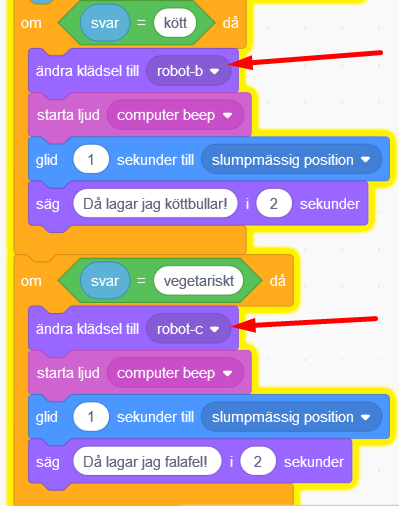 om svar = kött då
ändra klädsel till robot-b
starta ljud computer beep
glid 1 sekunder till slumpmässig position
säg Då lagar jag köttbullar! i 2 sekunder
om svar = vegetariskt då
ändra klädsel till robot-c
starta ljud computer beep
glid 1 sekunder till slumpmässig position
säg Då lagar jag falafel! i 2 sekunder